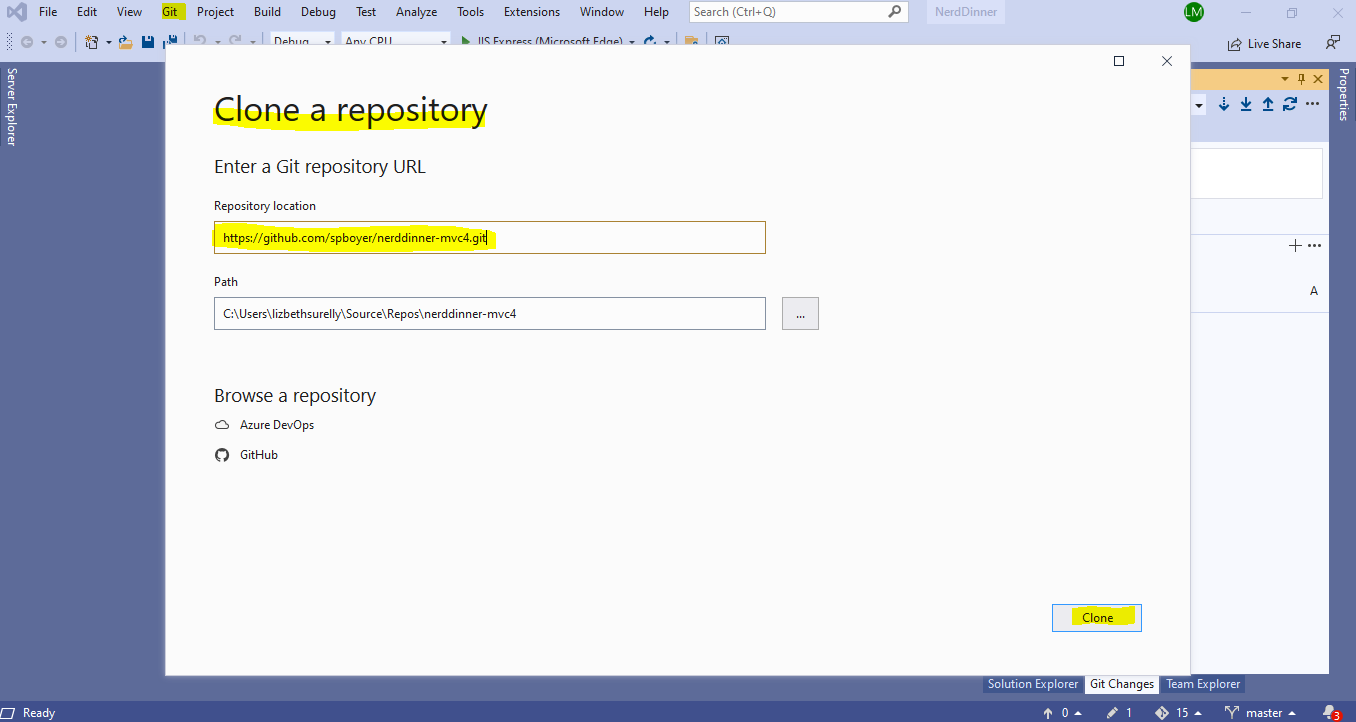 File Edit View Git Project Build Debug Test Analyze Tools Extensions Window Help Search (Ctrl+Q) NerdDinner LM
Debug Any CPU IIS Express (Microsoft Edge) Live Share
Server Explorer
Properties
Clone a repository
Enter a Git repository URL
Repository location
https://github.com/spboyer/nerddinner-mvc4.git
Path
C:\Users\lizbethsurelly\Source\Repos\nerddinner-mvc4
...
Browse a repository
Azure DevOps
GitHub
A
Clone
Solution Explorer Git Changes Team Explorer
Ready 0 1 15 master 3